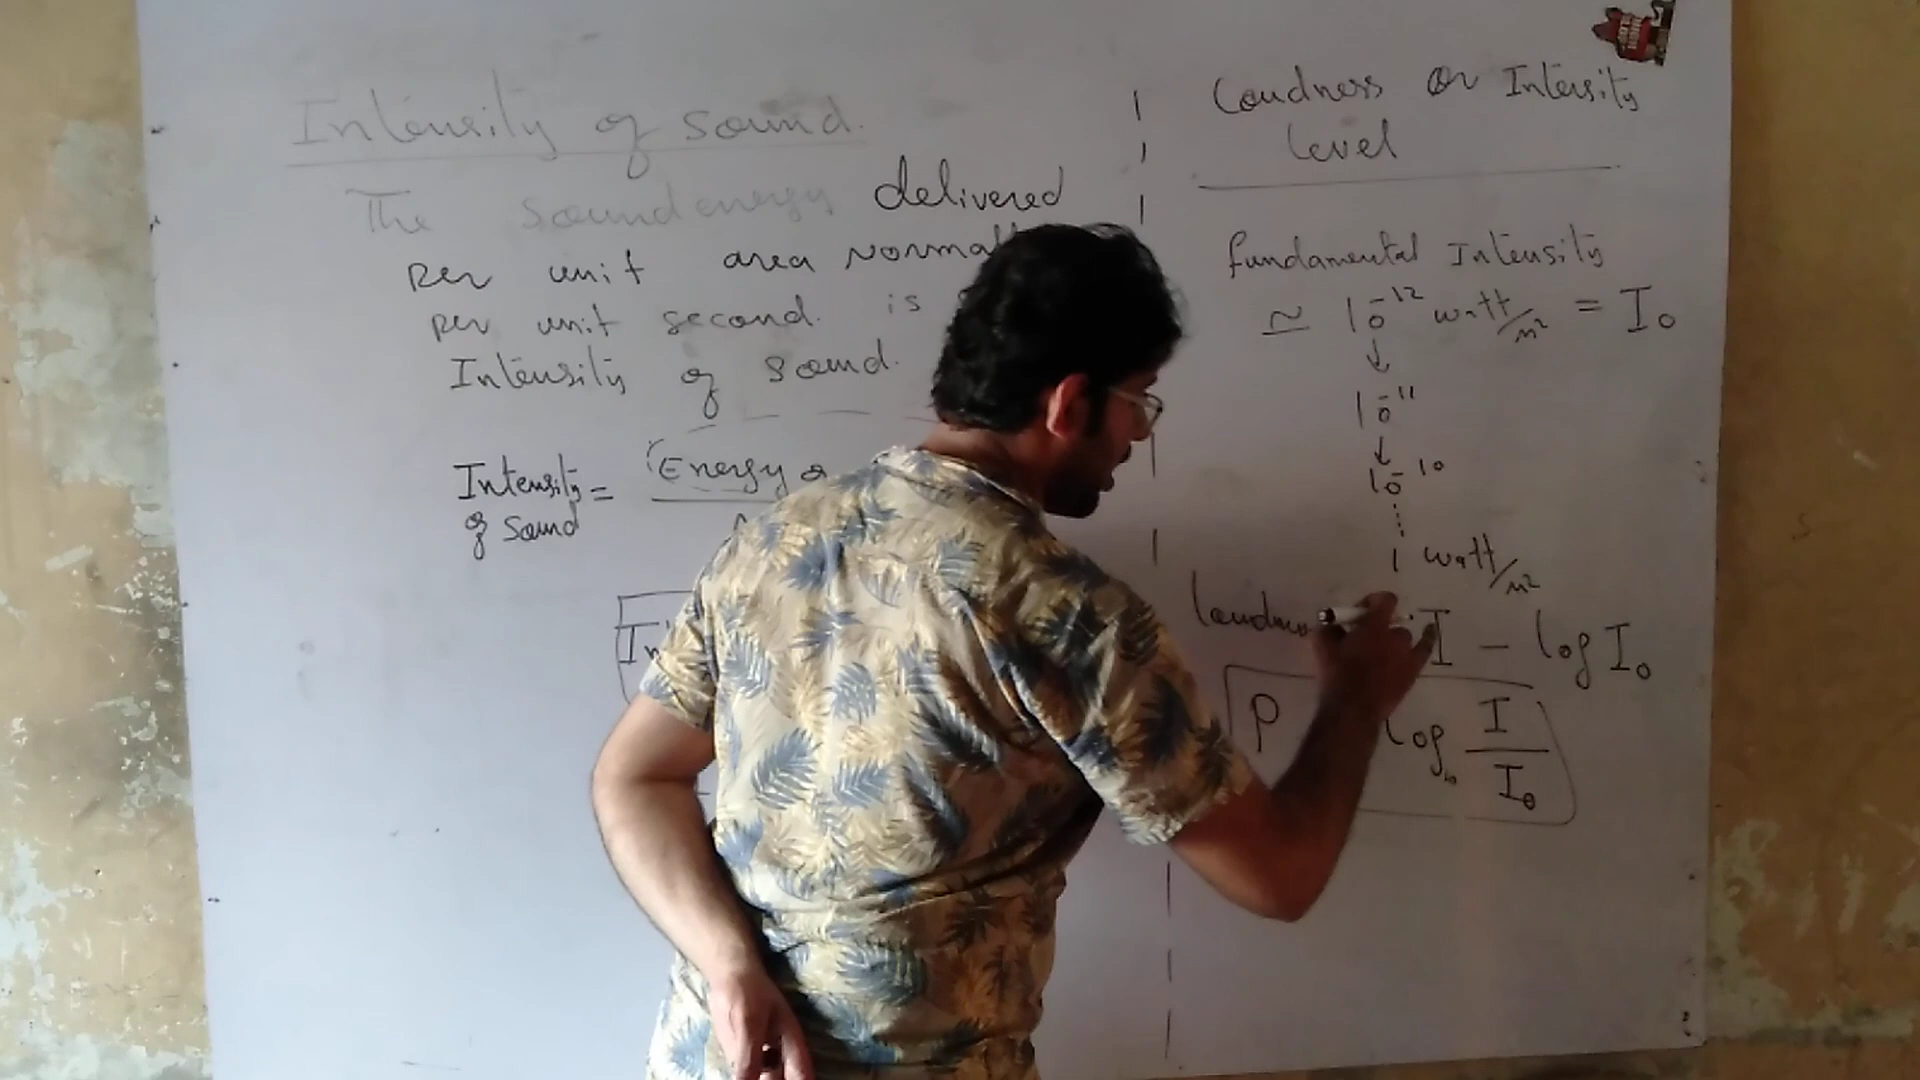 Intensity of sound.
The sound energy delivered
per unit area
per unit second. is
Intensity of sound.
Intensity = Energy
of sound
Loudness or Intensity
level
fundamental Intensity
≃ 10⁻¹² watt/m² = I₀
↓
10⁻¹¹
↓
10⁻¹⁰
1 watt/m²
I - log I₀
log₁₀ I/I₀